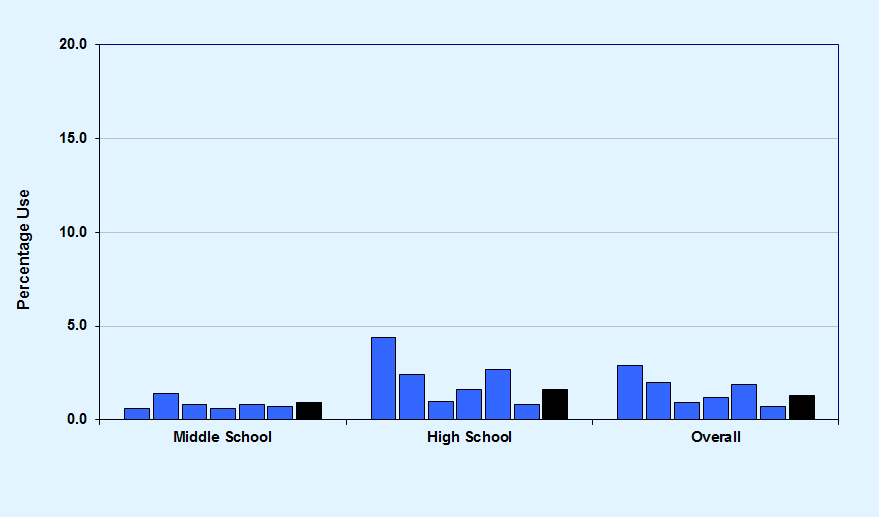 20.0
15.0
10.0
5.0
0.0
Percentage Use
Middle School
High School
Overall